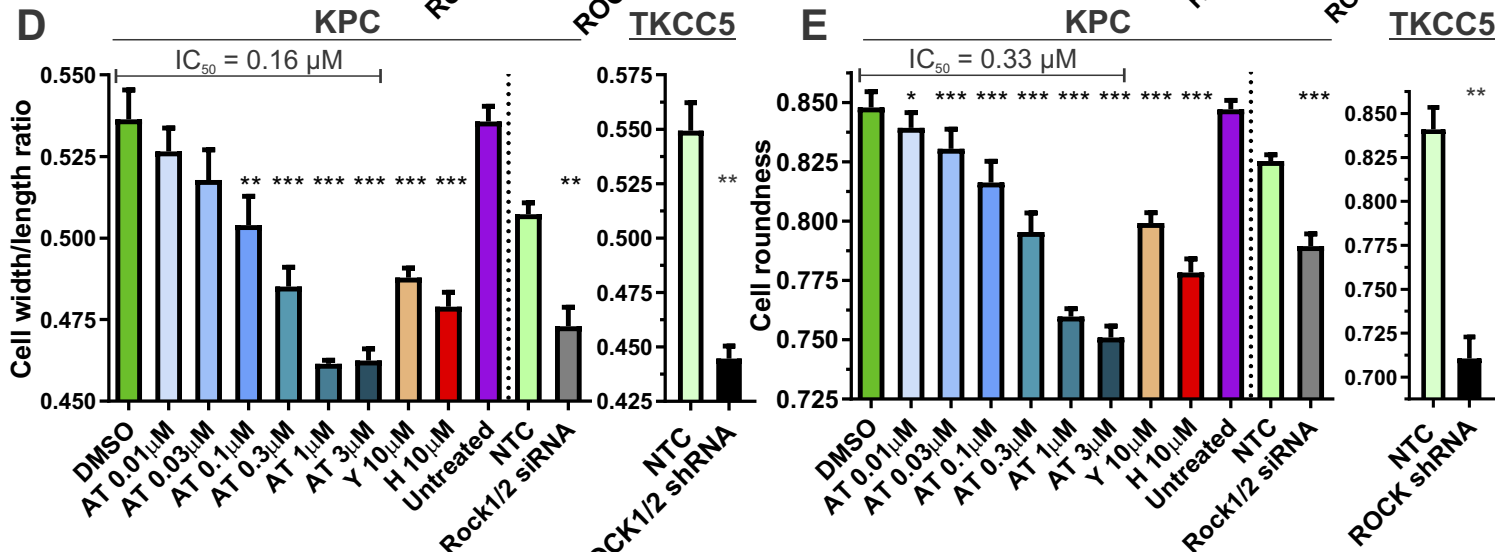 D
KPC
TKCC5
IC50 = 0.16 µM
Cell width/length ratio
0.550
0.525
0.500
0.475
0.450
** *** *** *** *** *** **
DMSO
AT 0.01µM
AT 0.03µM
AT 0.1µM
AT 0.3µM
AT 1µM
AT 3µM
Y 10µM
H 10µM
Untreated
NTC
Rock1/2 siRNA
0.575
0.550
0.525
0.500
0.475
0.450
0.425
**
NTC
OCK1/2 shRNA
E
KPC
TKCC5
IC50 = 0.33 µM
Cell roundness
0.850
0.825
0.800
0.775
0.750
0.725
* *** *** *** *** *** *** *** ***
DMSO
AT 0.01µM
AT 0.03µM
AT 0.1µM
AT 0.3µM
AT 1µM
AT 3µM
Y 10µM
H 10µM
Untreated
NTC
Rock1/2 siRNA
0.850
0.825
0.800
0.775
0.750
0.725
0.700
**
NTC
ROCK shRNA